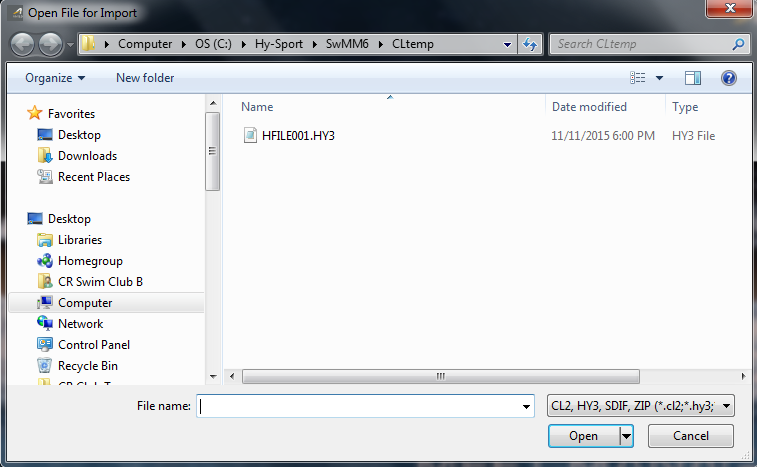 Open File for Import
Computer OS (C:) Hy-Sport SwMM6 CLtemp Search CLtemp
Organize New folder
Favorites
Desktop
Downloads
Recent Places
Desktop
Libraries
Homegroup
CR Swim Club B
Computer
Network
Control Panel
Recycle Bin
Name Date modified Type
HFILE001.HY3 11/11/2015 6:00 PM HY3 File
File name: CL2, HY3, SDIF, ZIP (*.cl2;*.hy3;
Open Cancel